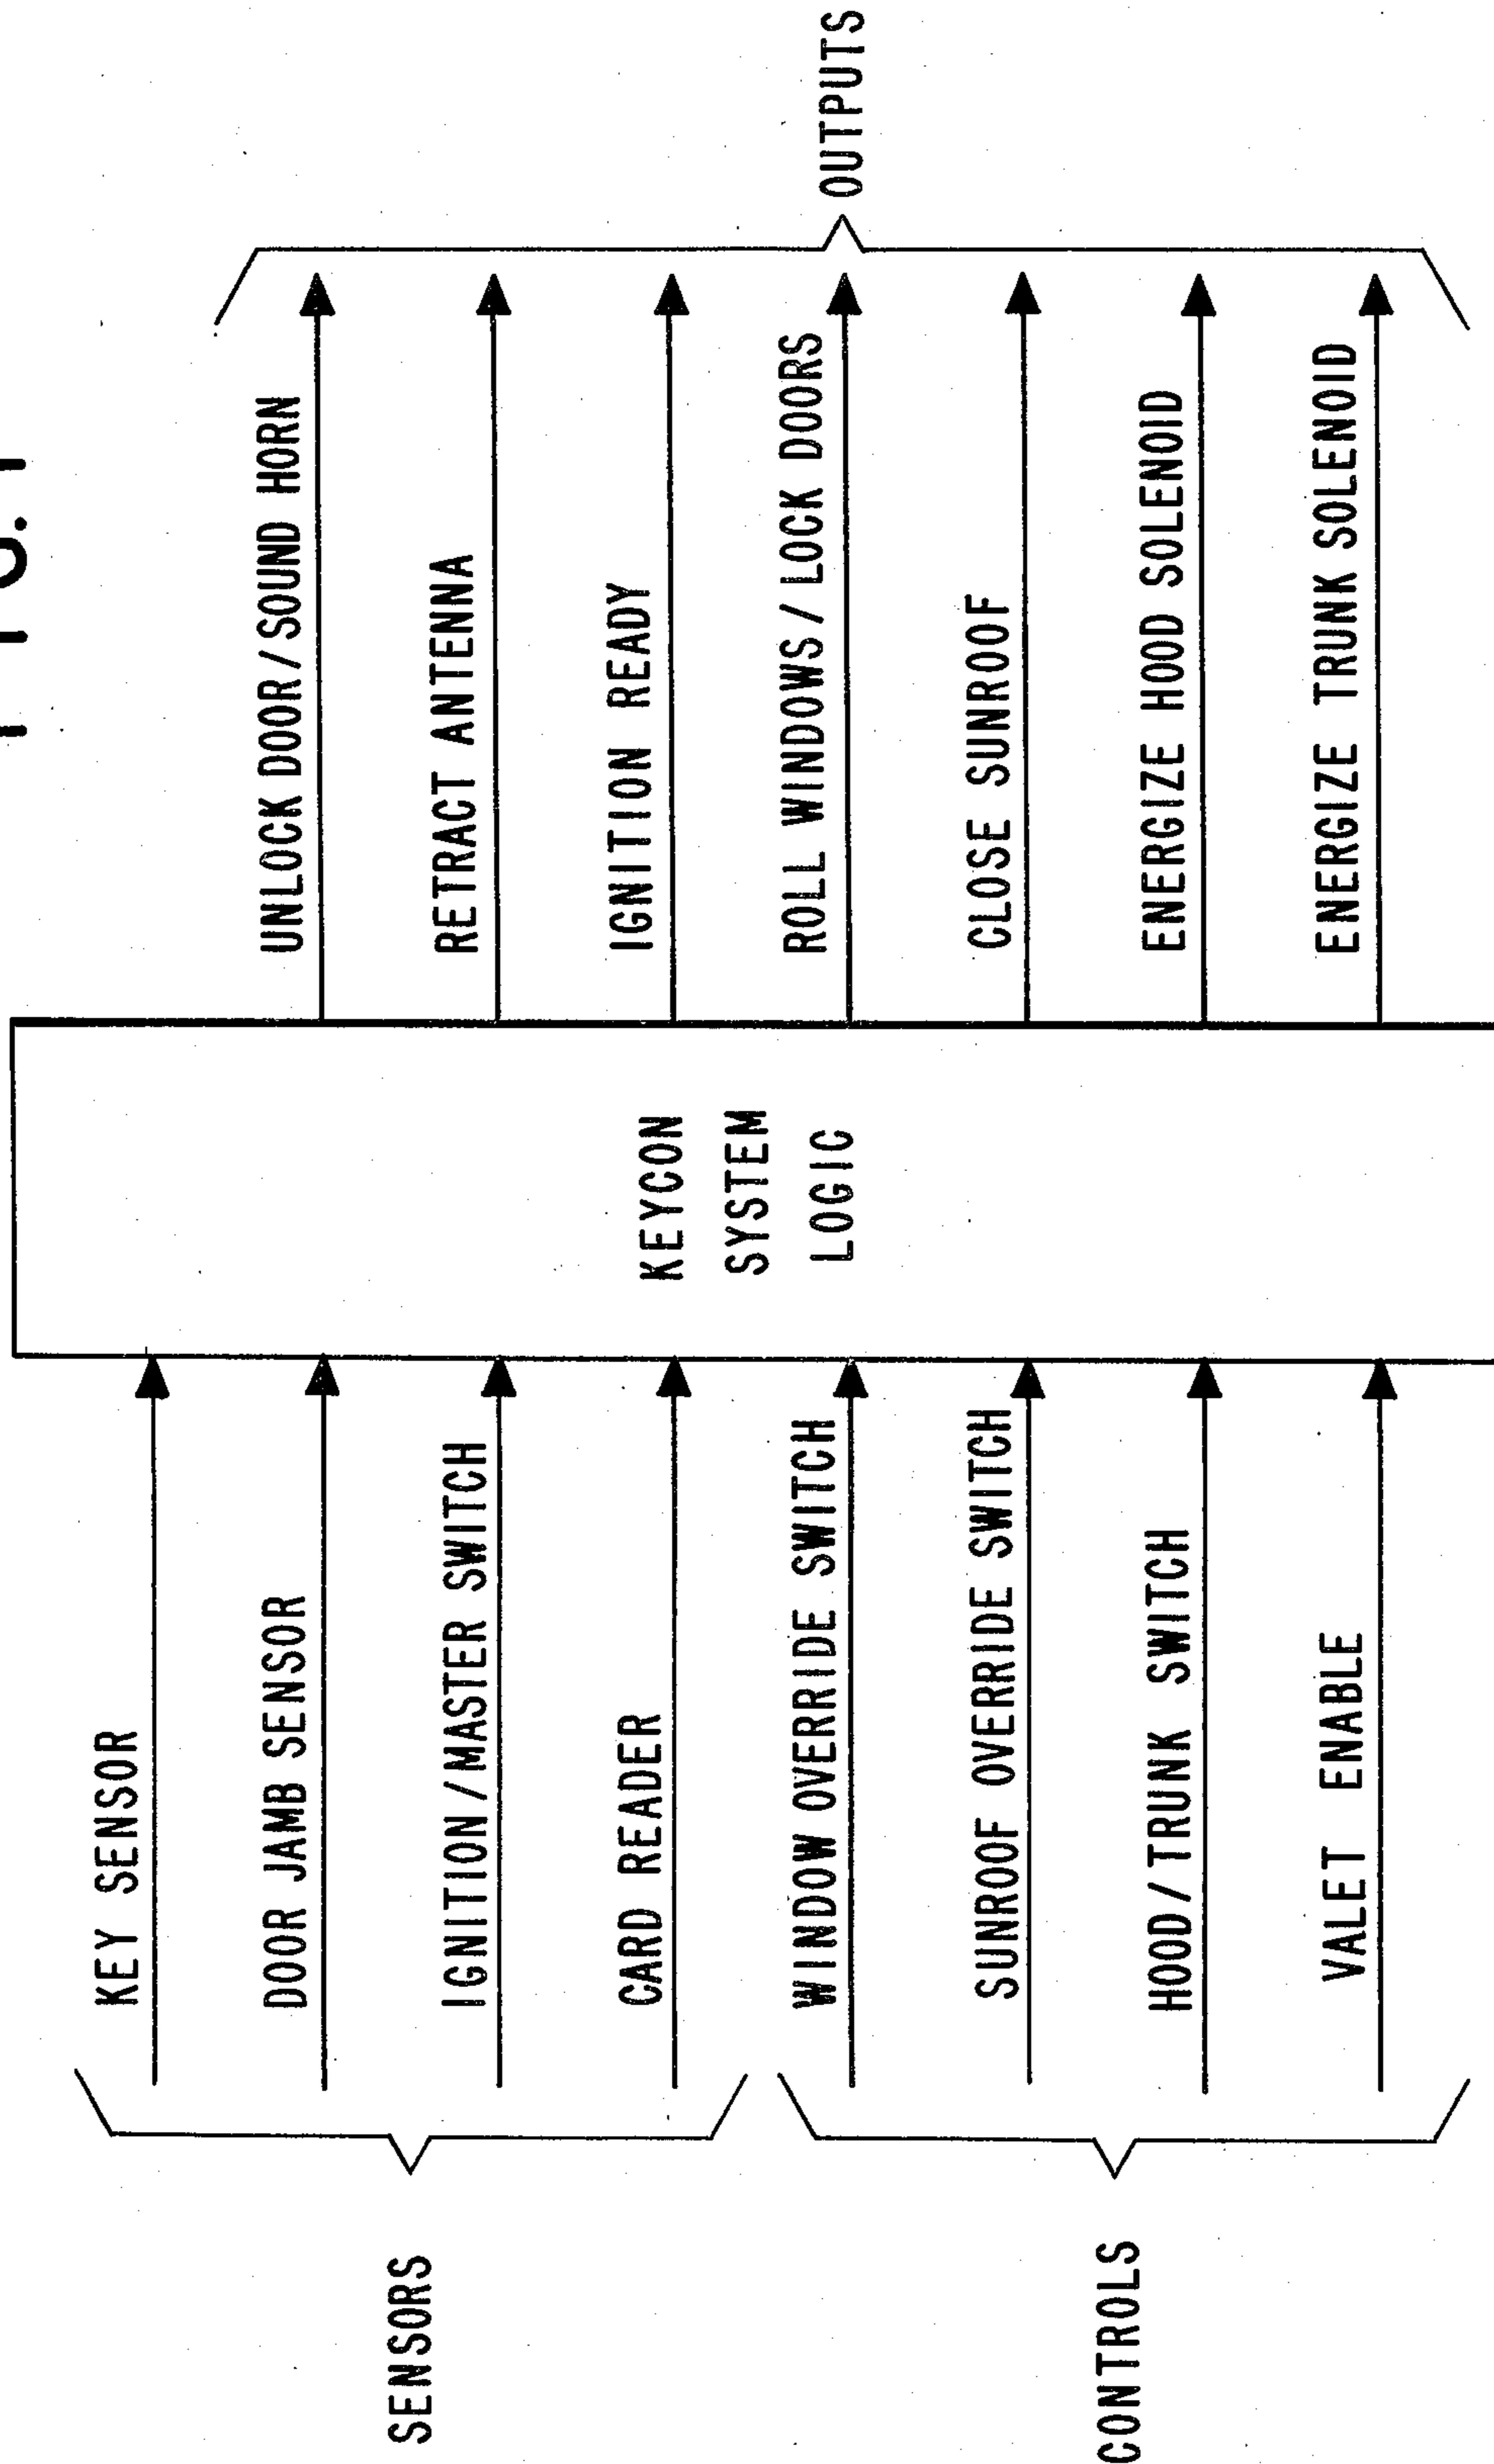 FIG. 1
SENSORS
KEY SENSOR
DOOR JAMB SENSOR
IGNITION/MASTER SWITCH
CARD READER
CONTROLS
WINDOW OVERRIDE SWITCH
SUNROOF OVERRIDE SWITCH
HOOD/TRUNK SWITCH
VALET ENABLE
KEYCON
SYSTEM
LOGIC
UNLOCK DOOR/SOUND HORN
RETRACT ANTENNA
IGNITION READY
ROLL WINDOWS/LOCK DOORS
CLOSE SUNROOF
ENERGIZE HOOD SOLENOID
ENERGIZE TRUNK SOLENOID
OUTPUTS